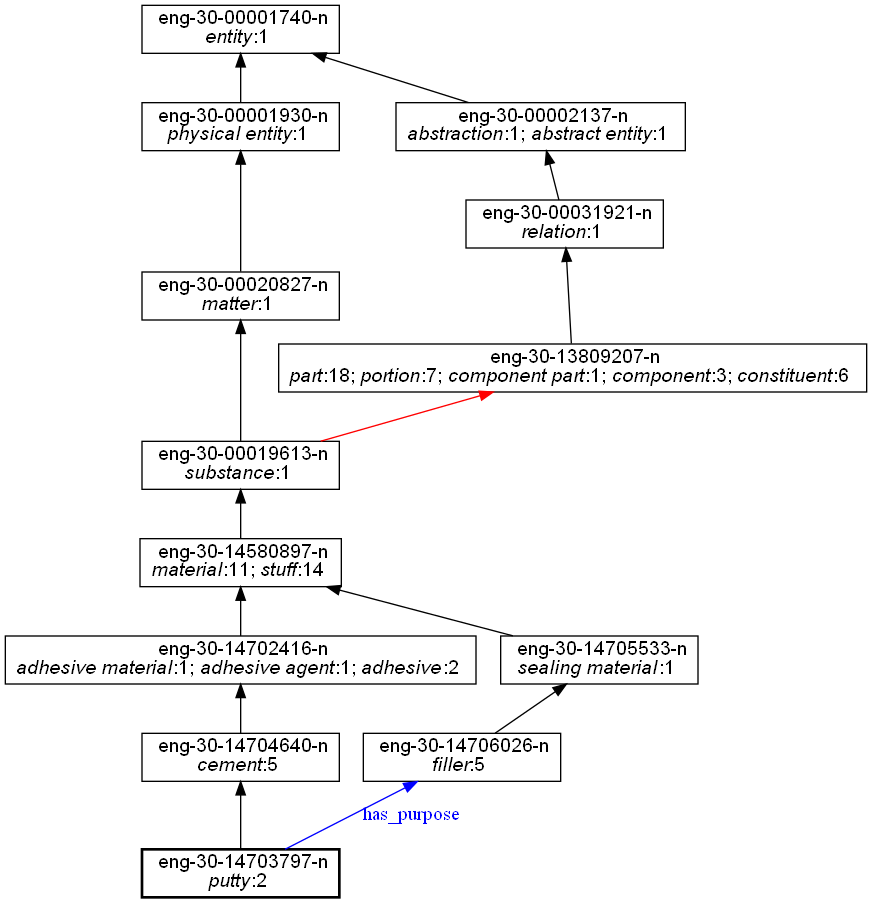 eng-30-00001740-n
entity:1
eng-30-00001930-n
physical entity:1
eng-30-00002137-n
abstraction:1; abstract entity:1
eng-30-00031921-n
relation:1
eng-30-00020827-n
matter:1
eng-30-13809207-n
part:18; portion:7; component part:1; component:3; constituent:6
eng-30-00019613-n
substance:1
eng-30-14580897-n
material:11; stuff:14
eng-30-14702416-n
adhesive material:1; adhesive agent:1; adhesive:2
eng-30-14705533-n
sealing material:1
eng-30-14704640-n
cement:5
eng-30-14706026-n
filler:5
has_purpose
eng-30-14703797-n
putty:2